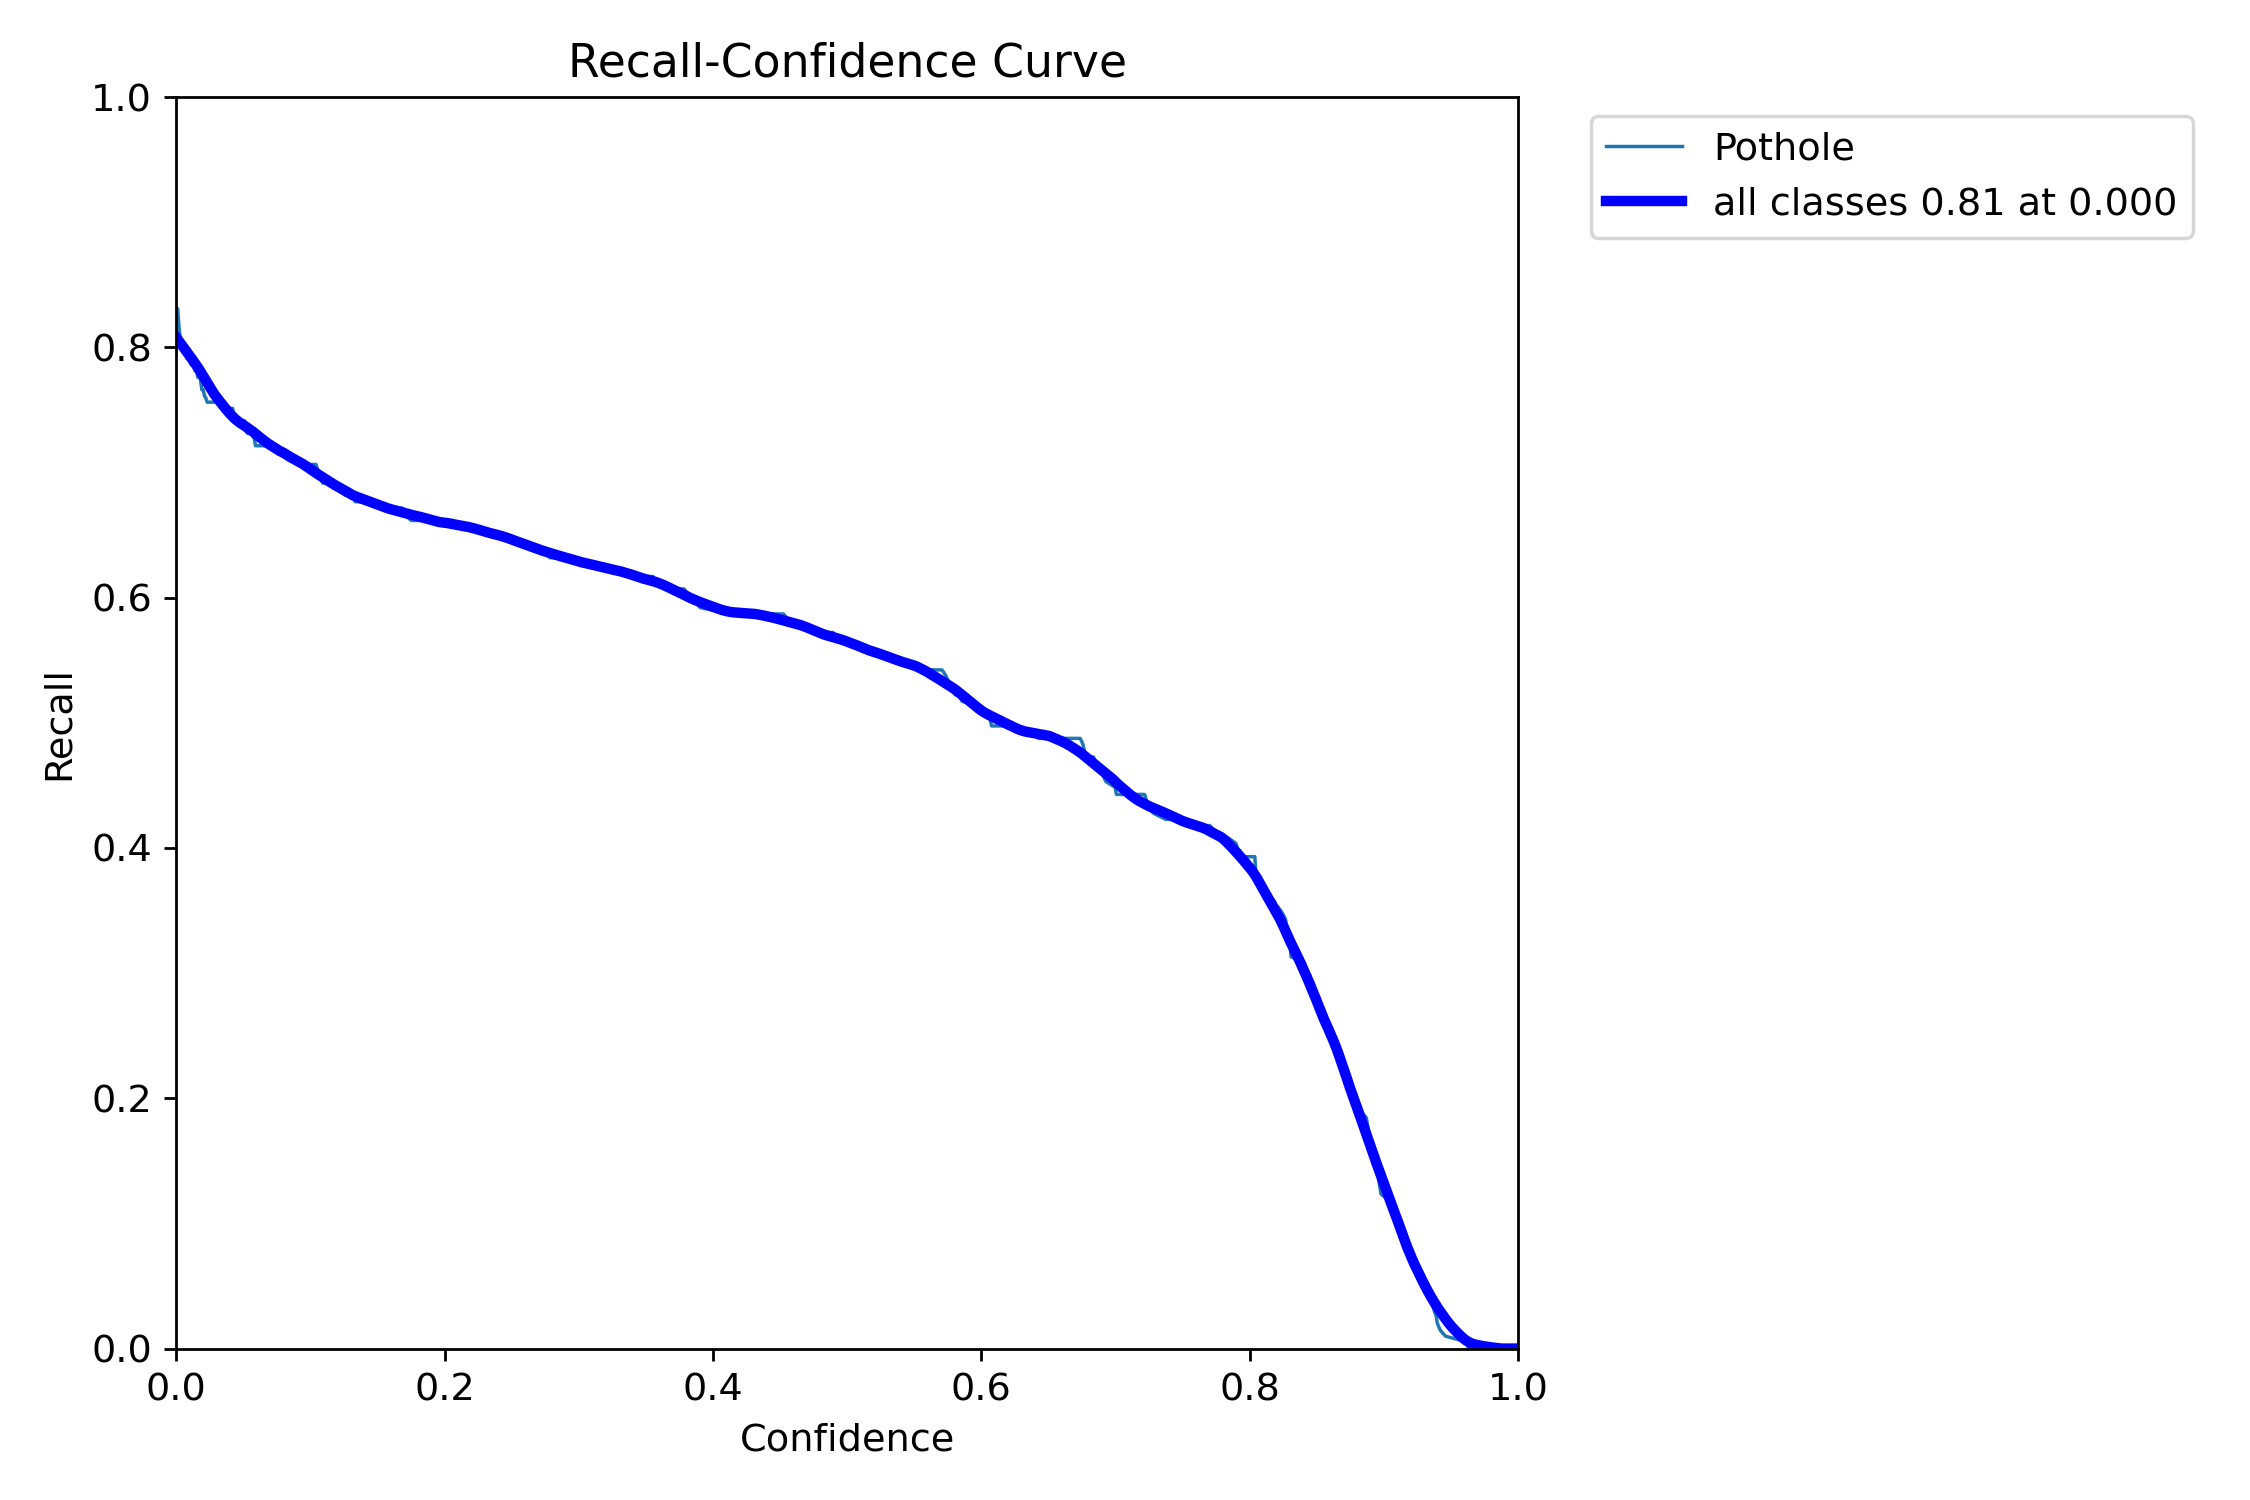 Recall-Confidence Curve
1.0
0.8
0.6
0.4
0.2
0.0
Recall
0.0 0.2 0.4 0.6 0.8 1.0
Confidence
Pothole
all classes 0.81 at 0.000